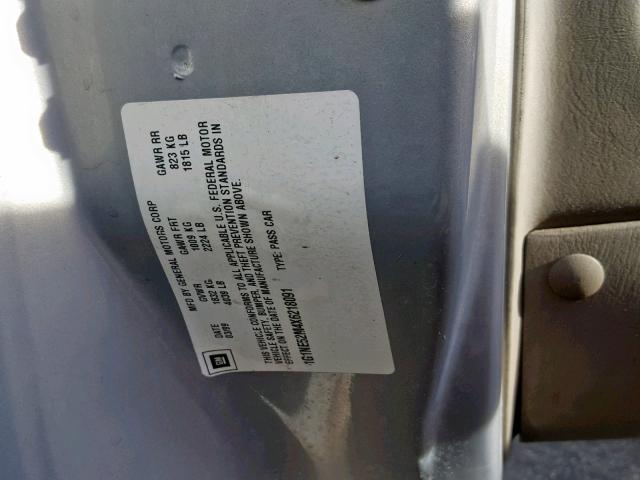 MFD BY GENERAL MOTORS CORP
DATE GVWR GAWR FRT GAWR RR
03/99 1832 KG 1009 KG 823 KG
4039 LB 2224 LB 1815 LB
GM
THIS VEHICLE CONFORMS TO ALL APPLICABLE U.S. FEDERAL MOTOR
VEHICLE SAFETY, BUMPER, AND THEFT PREVENTION STANDARDS IN
EFFECT ON THE DATE OF MANUFACTURE SHOWN ABOVE.
1G1NE52M4X6218091 TYPE: PASS CAR